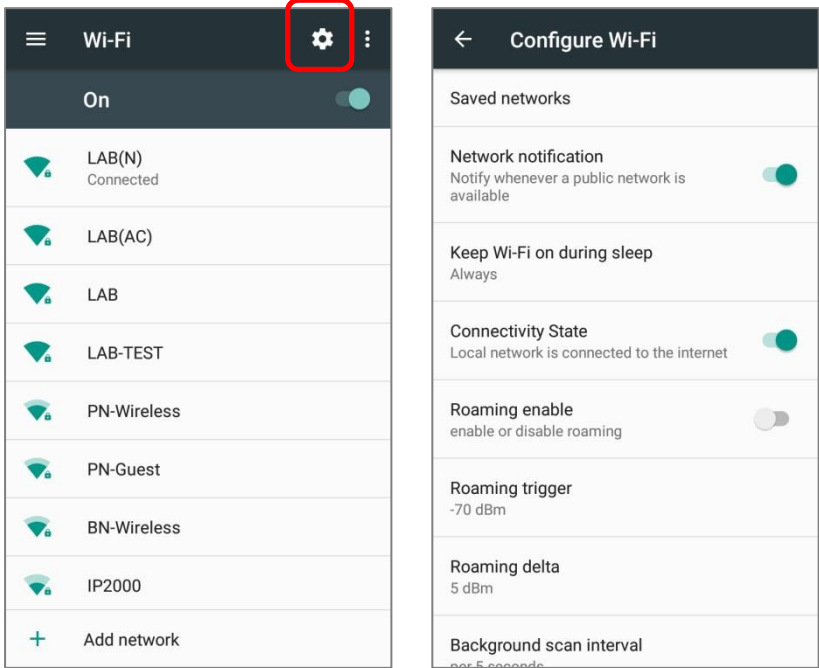 Wi-Fi
On
LAB(N)
Connected
LAB(AC)
LAB
LAB-TEST
PN-Wireless
PN-Guest
BN-Wireless
IP2000
Add network
Configure Wi-Fi
Saved networks
Network notification
Notify whenever a public network is
available
Keep Wi-Fi on during sleep
Always
Connectivity State
Local network is connected to the internet
Roaming enable
enable or disable roaming
Roaming trigger
-70 dBm
Roaming delta
5 dBm
Background scan interval
per 5 seconds